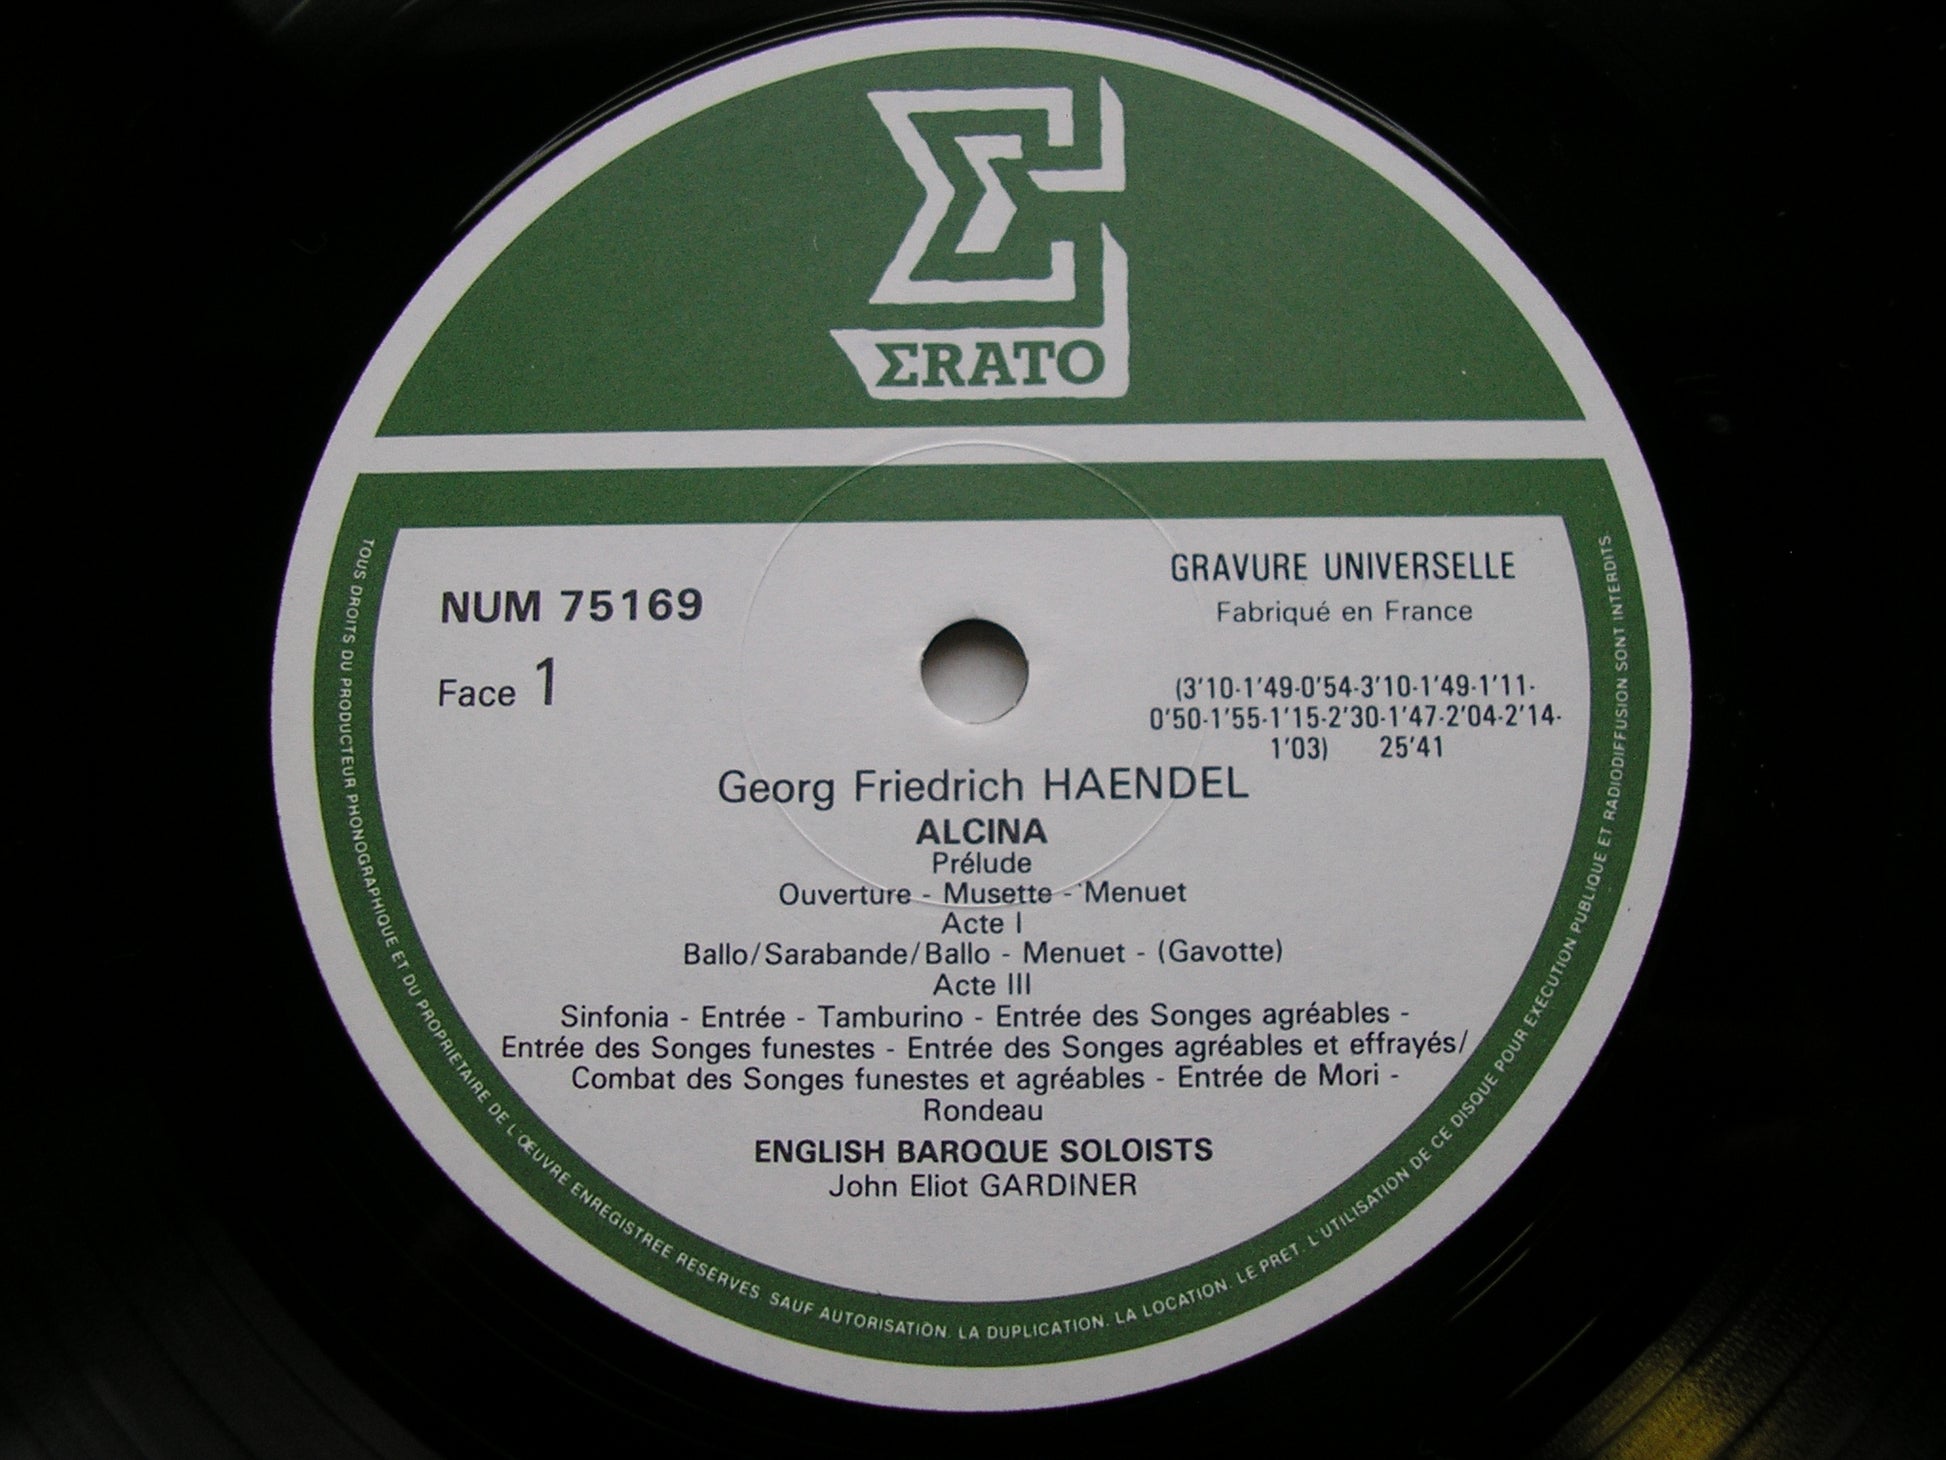 ΣRATO
NUM 75169
Face 1
GRAVURE UNIVERSELLE
Fabriqué en France
(3'10-1'49-0'54-3'10-1'49-1'11-
0'50-1'55-1'15-2'30-1'47-2'04-2'14-
1'03) 25'41
Georg Friedrich HAENDEL
ALCINA
Prélude
Ouverture - Musette - Menuet
Acte I
Ballo/Sarabande/Ballo - Menuet - (Gavotte)
Acte III
Sinfonia - Entrée - Tamburino - Entrée des Songes agréables -
Entrée des Songes funestes - Entrée des Songes agréables et effrayés/
Combat des Songes funestes et agréables - Entrée de Mori -
Rondeau
ENGLISH BAROQUE SOLOISTS
John Eliot GARDINER
TOUS DROITS DU PRODUCTEUR PHONOGRAPHIQUE ET DU PROPRIETAIRE DE L'ŒUVRE ENREGISTREE RESERVES. SAUF AUTORISATION. LA DUPLICATION. LA LOCATION. LE PRET. L'UTILISATION DE CE DISQUE POUR EXECUTION PUBLIQUE ET RADIODIFFUSION SONT INTERDITS.